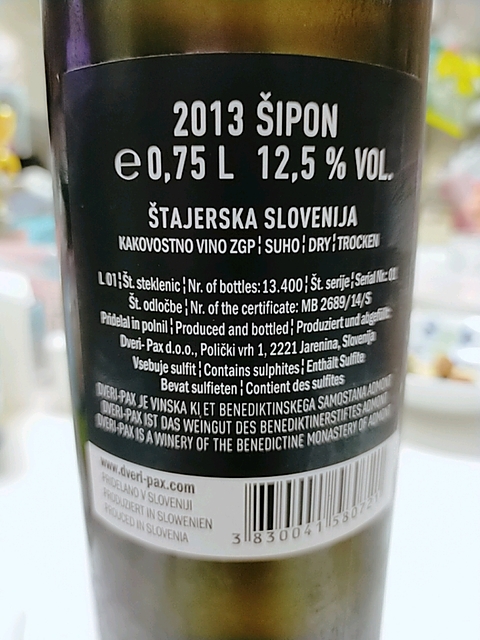 2013 ŠIPON
℮ 0,75 L 12,5 % VOL.
ŠTAJERSKA SLOVENIJA
KAKOVOSTNO VINO ZGP ¦ SUHO ¦ DRY ¦ TROCKEN
L 01 ¦ Št. steklenic ¦ Nr. of bottles: 13.400 ¦ Št. serije ¦ Serial Nr.: 01
Št. odločbe ¦ Nr. of the certificate: MB 2689/14/S
Pridelal in polnil ¦ Produced and bottled ¦ Produziert und abgefüllt:
Dveri-Pax d.o.o., Polički vrh 1, 2221 Jarenina, Slovenija
Vsebuje sulfit ¦ Contains sulphites ¦ Enthält Sulfite
Bevat sulfieten ¦ Contient des sulfites
DVERI-PAX JE VINSKA KLET BENEDIKTINSKEGA SAMOSTANA ADMONT
DVERI-PAX IST DAS WEINGUT DES BENEDIKTINERSTIFTES ADMONT
DVERI-PAX IS A WINERY OF THE BENEDICTINE MONASTERY OF ADMONT
www.dveri-pax.com
PRIDELANO V SLOVENIJI
PRODUZIERT IN SLOWENIEN
PRODUCED IN SLOVENIA
3 830041